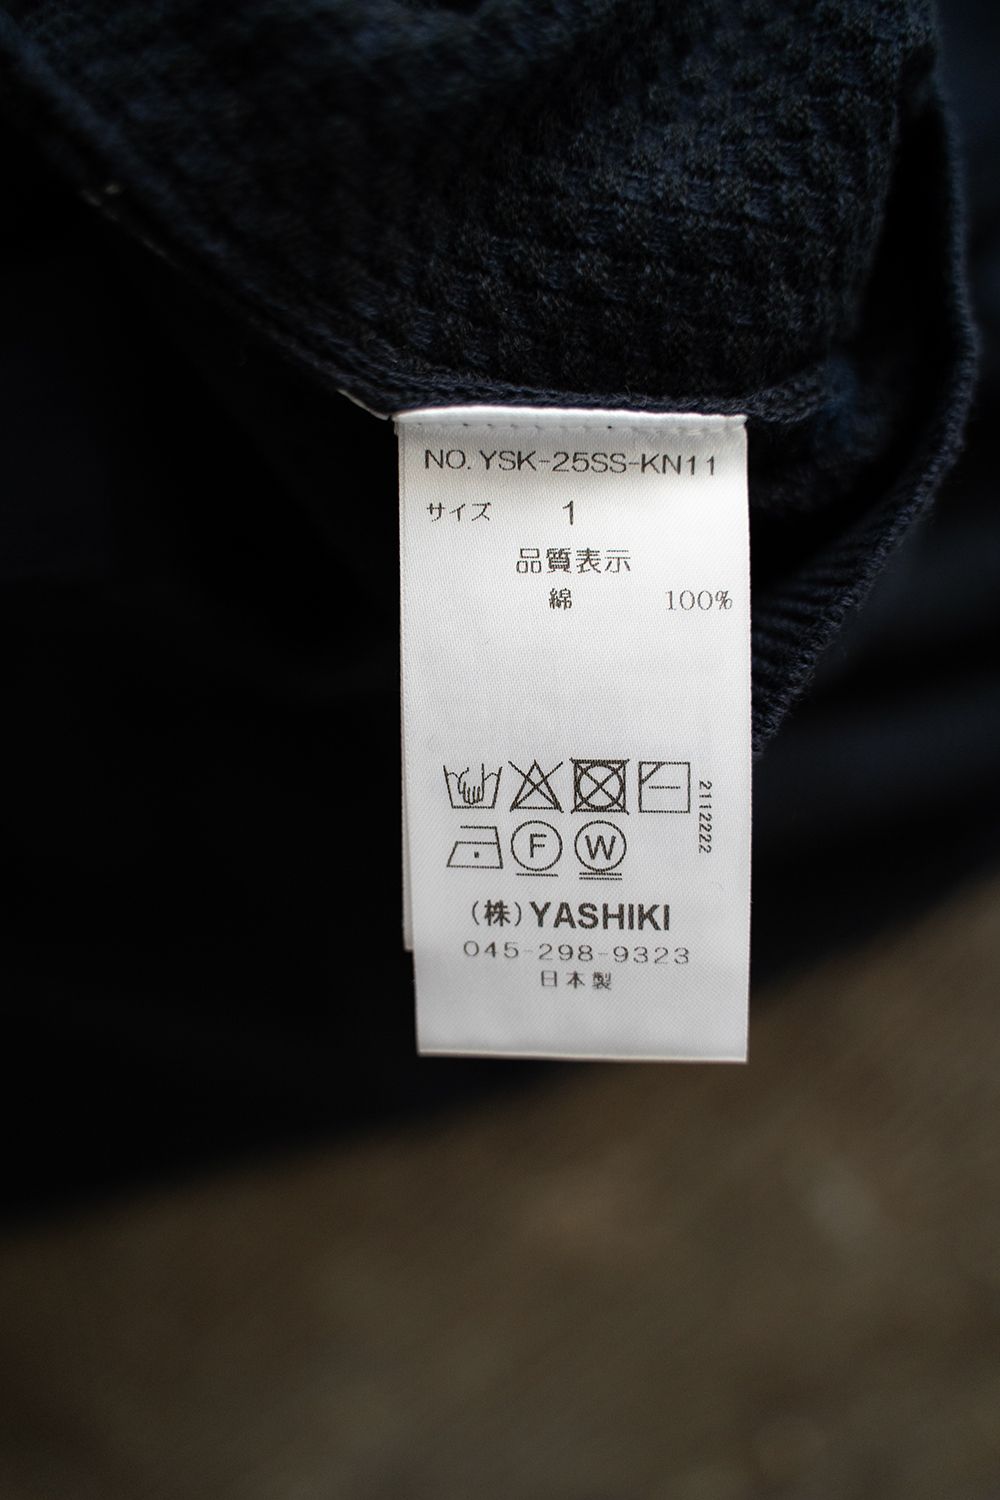 NO. YSK-25SS-KN11
サイズ 1
品質表示
綿 100%
2112222
F W
(株) YASHIKI
045-298-9323
日本製